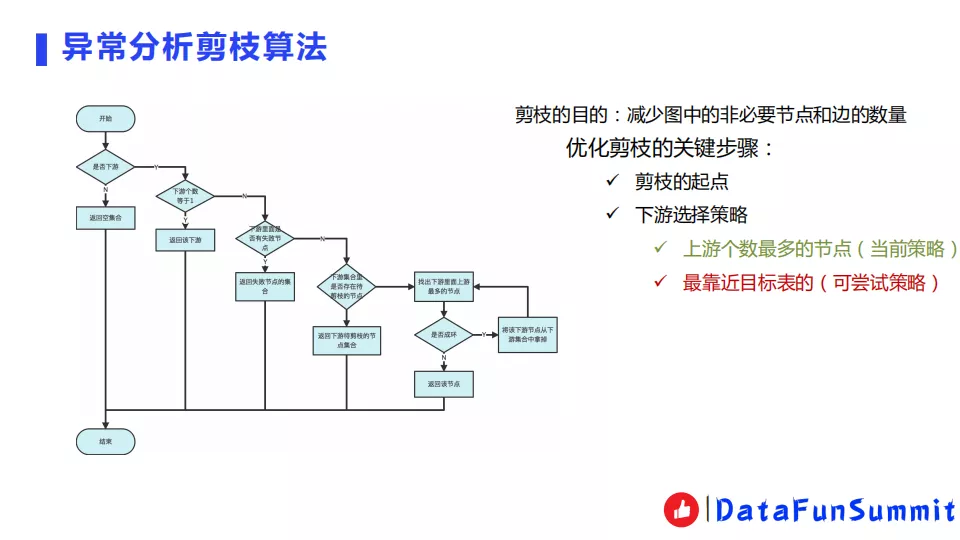 异常分析剪枝算法
开始
是否下游
Y
N
返回空集合
下游个数
等于1
N
Y
返回该下游
下游里面是
否有失败节
点
N
Y
返回失败节点的集
合
下游集合里
是否存在待
剪枝的节点
返回下游待剪枝的节
点集合
找出下游里面上游
最多的节点
是否成环
Y
N
将该下游节点从下
游集合中拿掉
返回该节点
结束
剪枝的目的：减少图中的非必要节点和边的数量
优化剪枝的关键步骤：
✓ 剪枝的起点
✓ 下游选择策略
✓ 上游个数最多的节点（当前策略）
✓ 最靠近目标表的（可尝试策略）
DataFunSummit